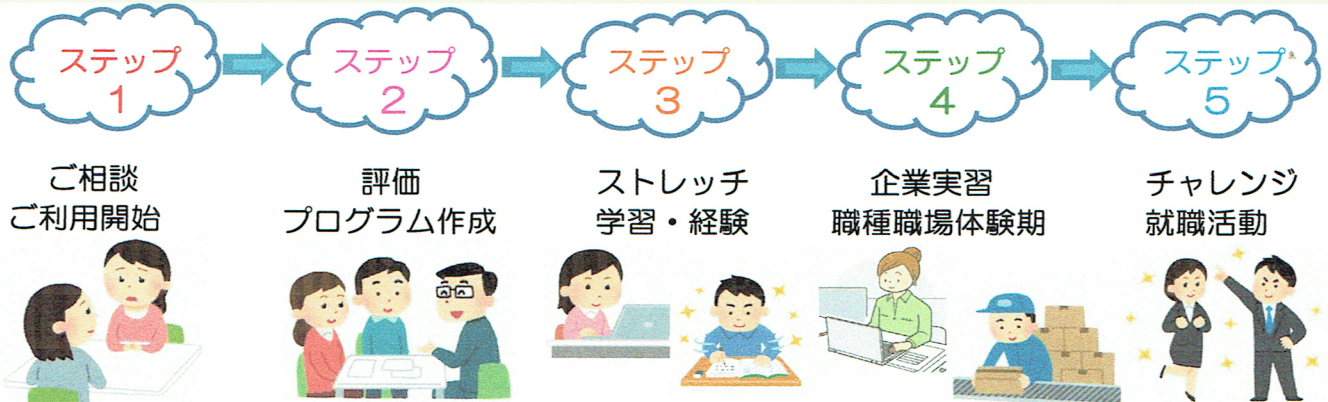 ステップ
1
ステップ
2
ステップ
3
ステップ
4
ステップ
5
ご相談
ご利用開始
評価
プログラム作成
ストレッチ
学習・経験
企業実習
職種職場体験期
チャレンジ
就職活動